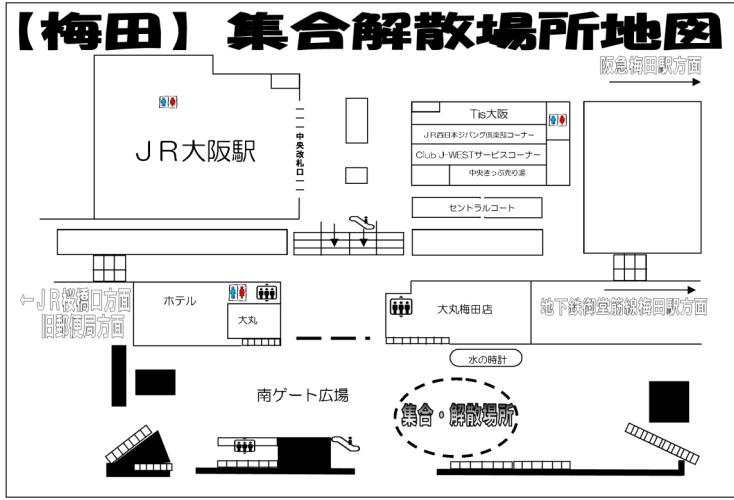 【梅田】 集合解散場所地図
阪急梅田駅方面
Tis大阪
JR西日本ジパング倶楽部コーナー
Club J-WESTサービスコーナー
中央きっぷ売り場
JR大阪駅
中央改札口
セントラルコート
←JR桜橋口方面
旧郵便局方面
ホテル
大丸
大丸梅田店
地下鉄御堂筋線梅田駅方面
水の時計
南ゲート広場
集合・解散場所